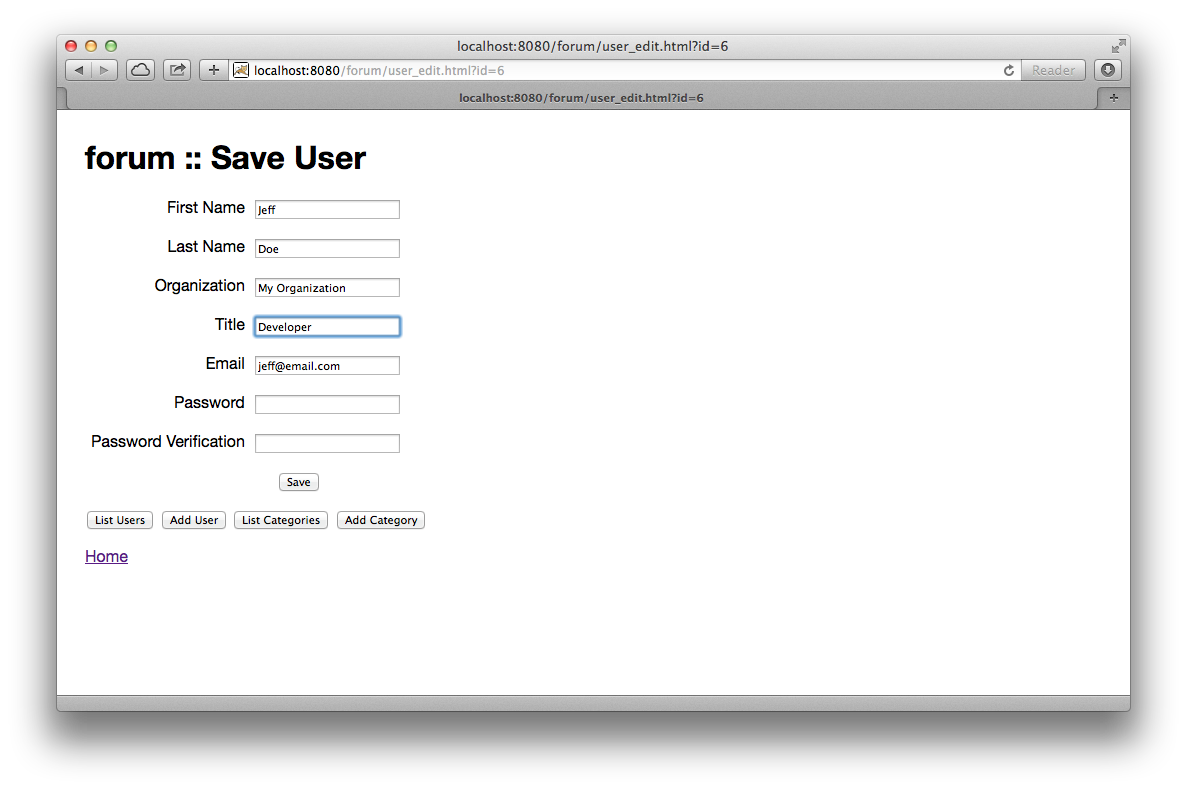 localhost:8080/forum/user_edit.html?id=6
localhost:8080/forum/user_edit.html?id=6
Reader
localhost:8080/forum/user_edit.html?id=6
forum :: Save User
First Name Jeff
Last Name Doe
Organization My Organization
Title Developer
Email jeff@email.com
Password
Password Verification
Save
List Users Add User List Categories Add Category
Home